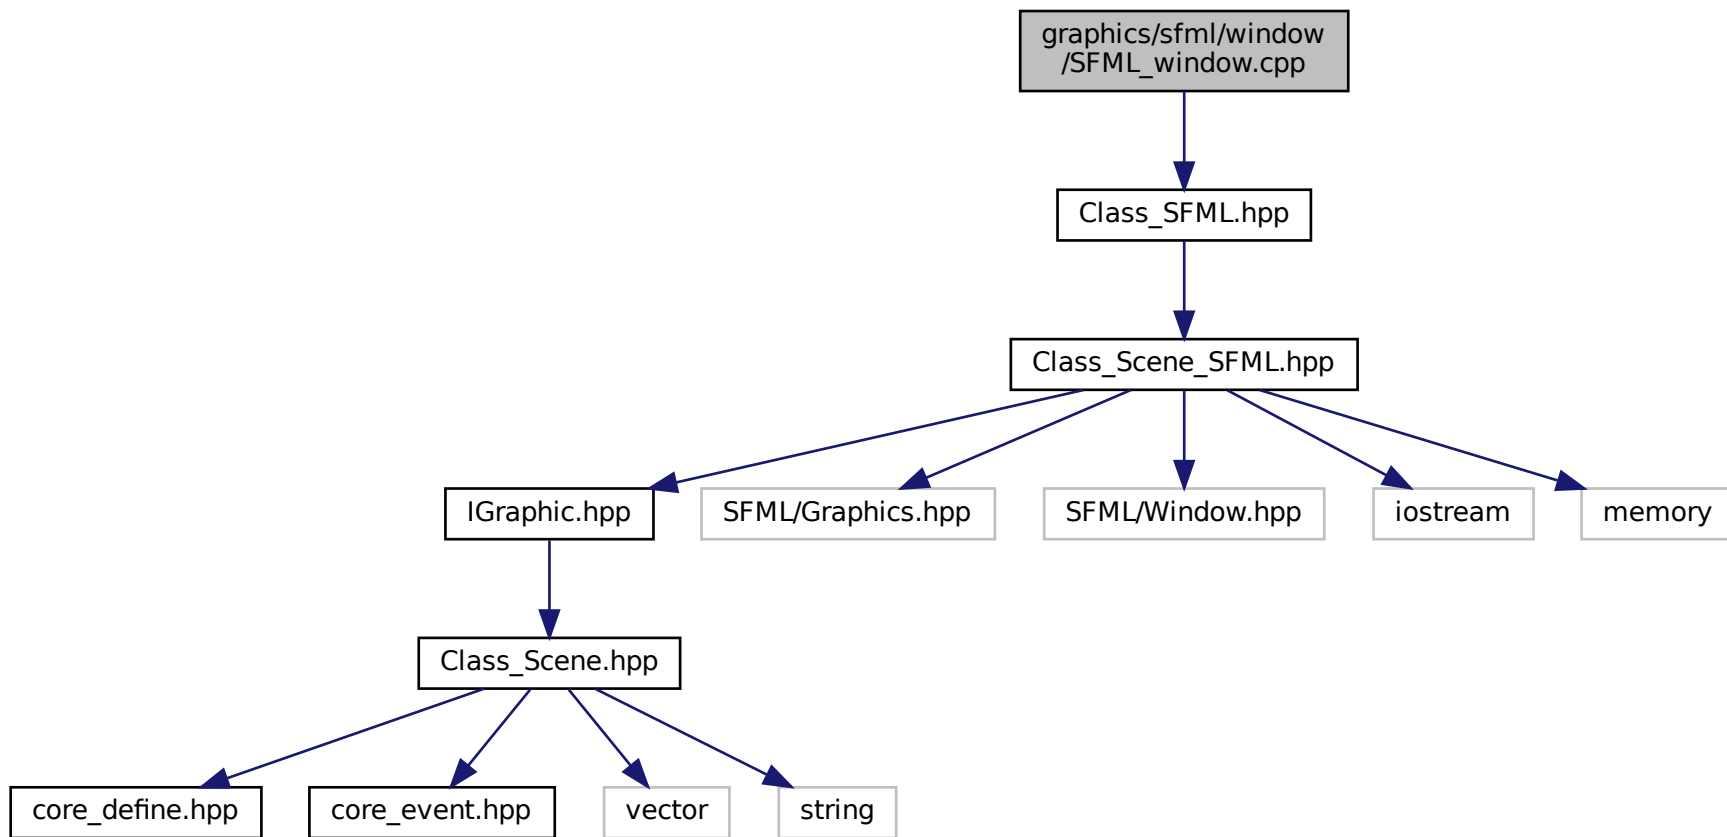 graphics/sfml/window
/SFML_window.cpp
Class_SFML.hpp
Class_Scene_SFML.hpp
IGraphic.hpp
SFML/Graphics.hpp
SFML/Window.hpp
iostream
memory
Class_Scene.hpp
core_define.hpp
core_event.hpp
vector
string